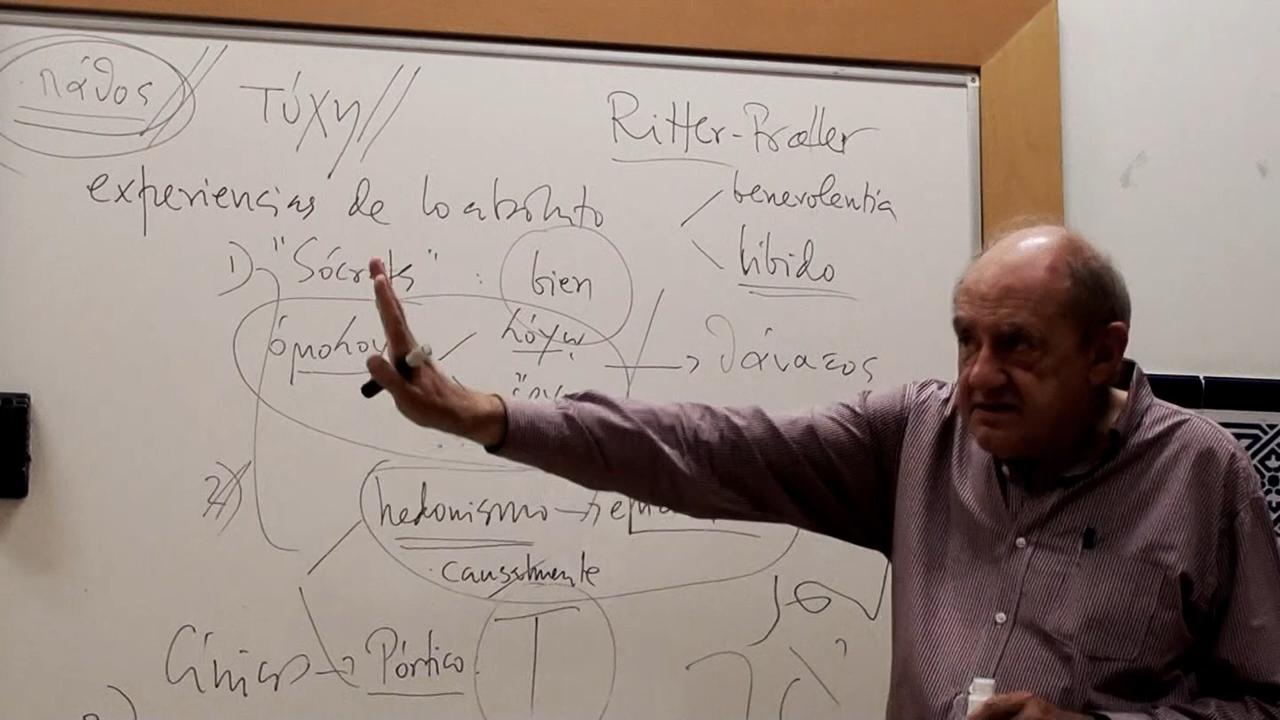 πάθος τύχη
Ritter-Preller
experiencias de lo absoluto
benevolentia
libido
1) "Sócrates" : bien
λόγῳ → θάνατος
2)
hedonismo →
causalmente
Cínicos → Pórtico T